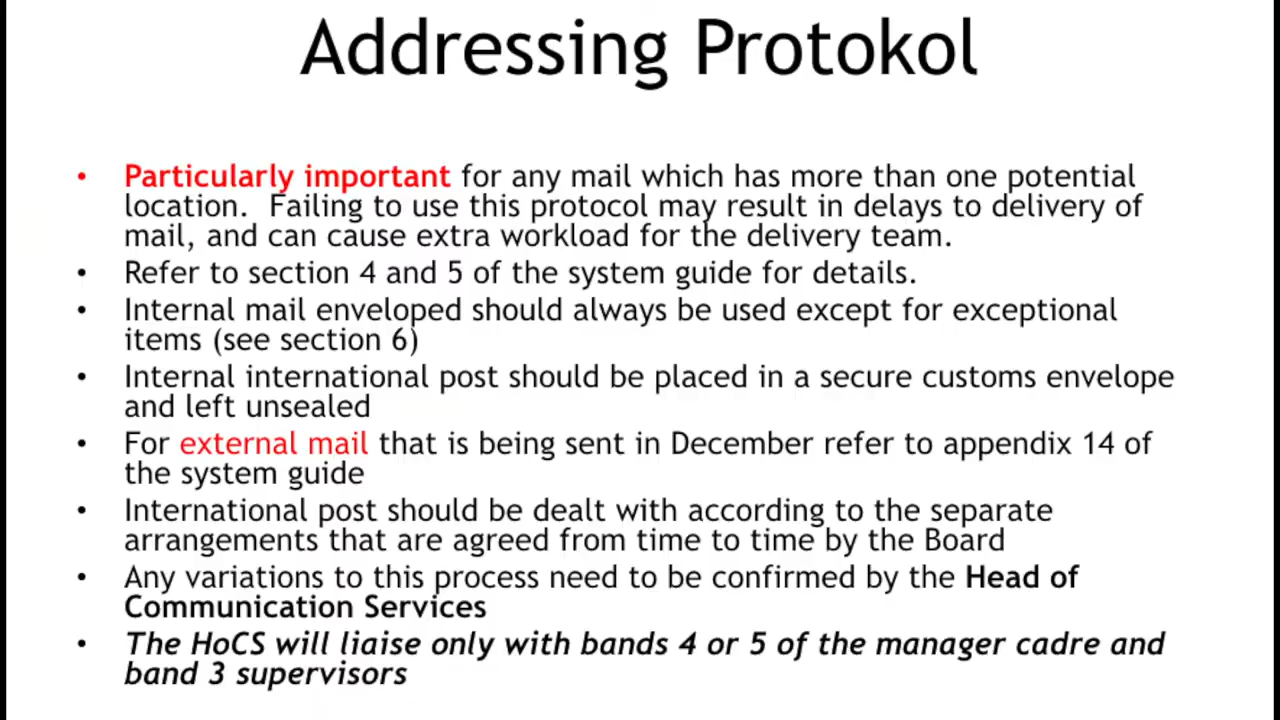 Addressing Protokol
• Particularly important for any mail which has more than one potential
location.  Failing to use this protocol may result in delays to delivery of
mail, and can cause extra workload for the delivery team.
• Refer to section 4 and 5 of the system guide for details.
• Internal mail enveloped should always be used except for exceptional
items (see section 6)
• Internal international post should be placed in a secure customs envelope
and left unsealed
• For external mail that is being sent in December refer to appendix 14 of
the system guide
• International post should be dealt with according to the separate
arrangements that are agreed from time to time by the Board
• Any variations to this process need to be confirmed by the Head of
Communication Services
• The HoCS will liaise only with bands 4 or 5 of the manager cadre and
band 3 supervisors